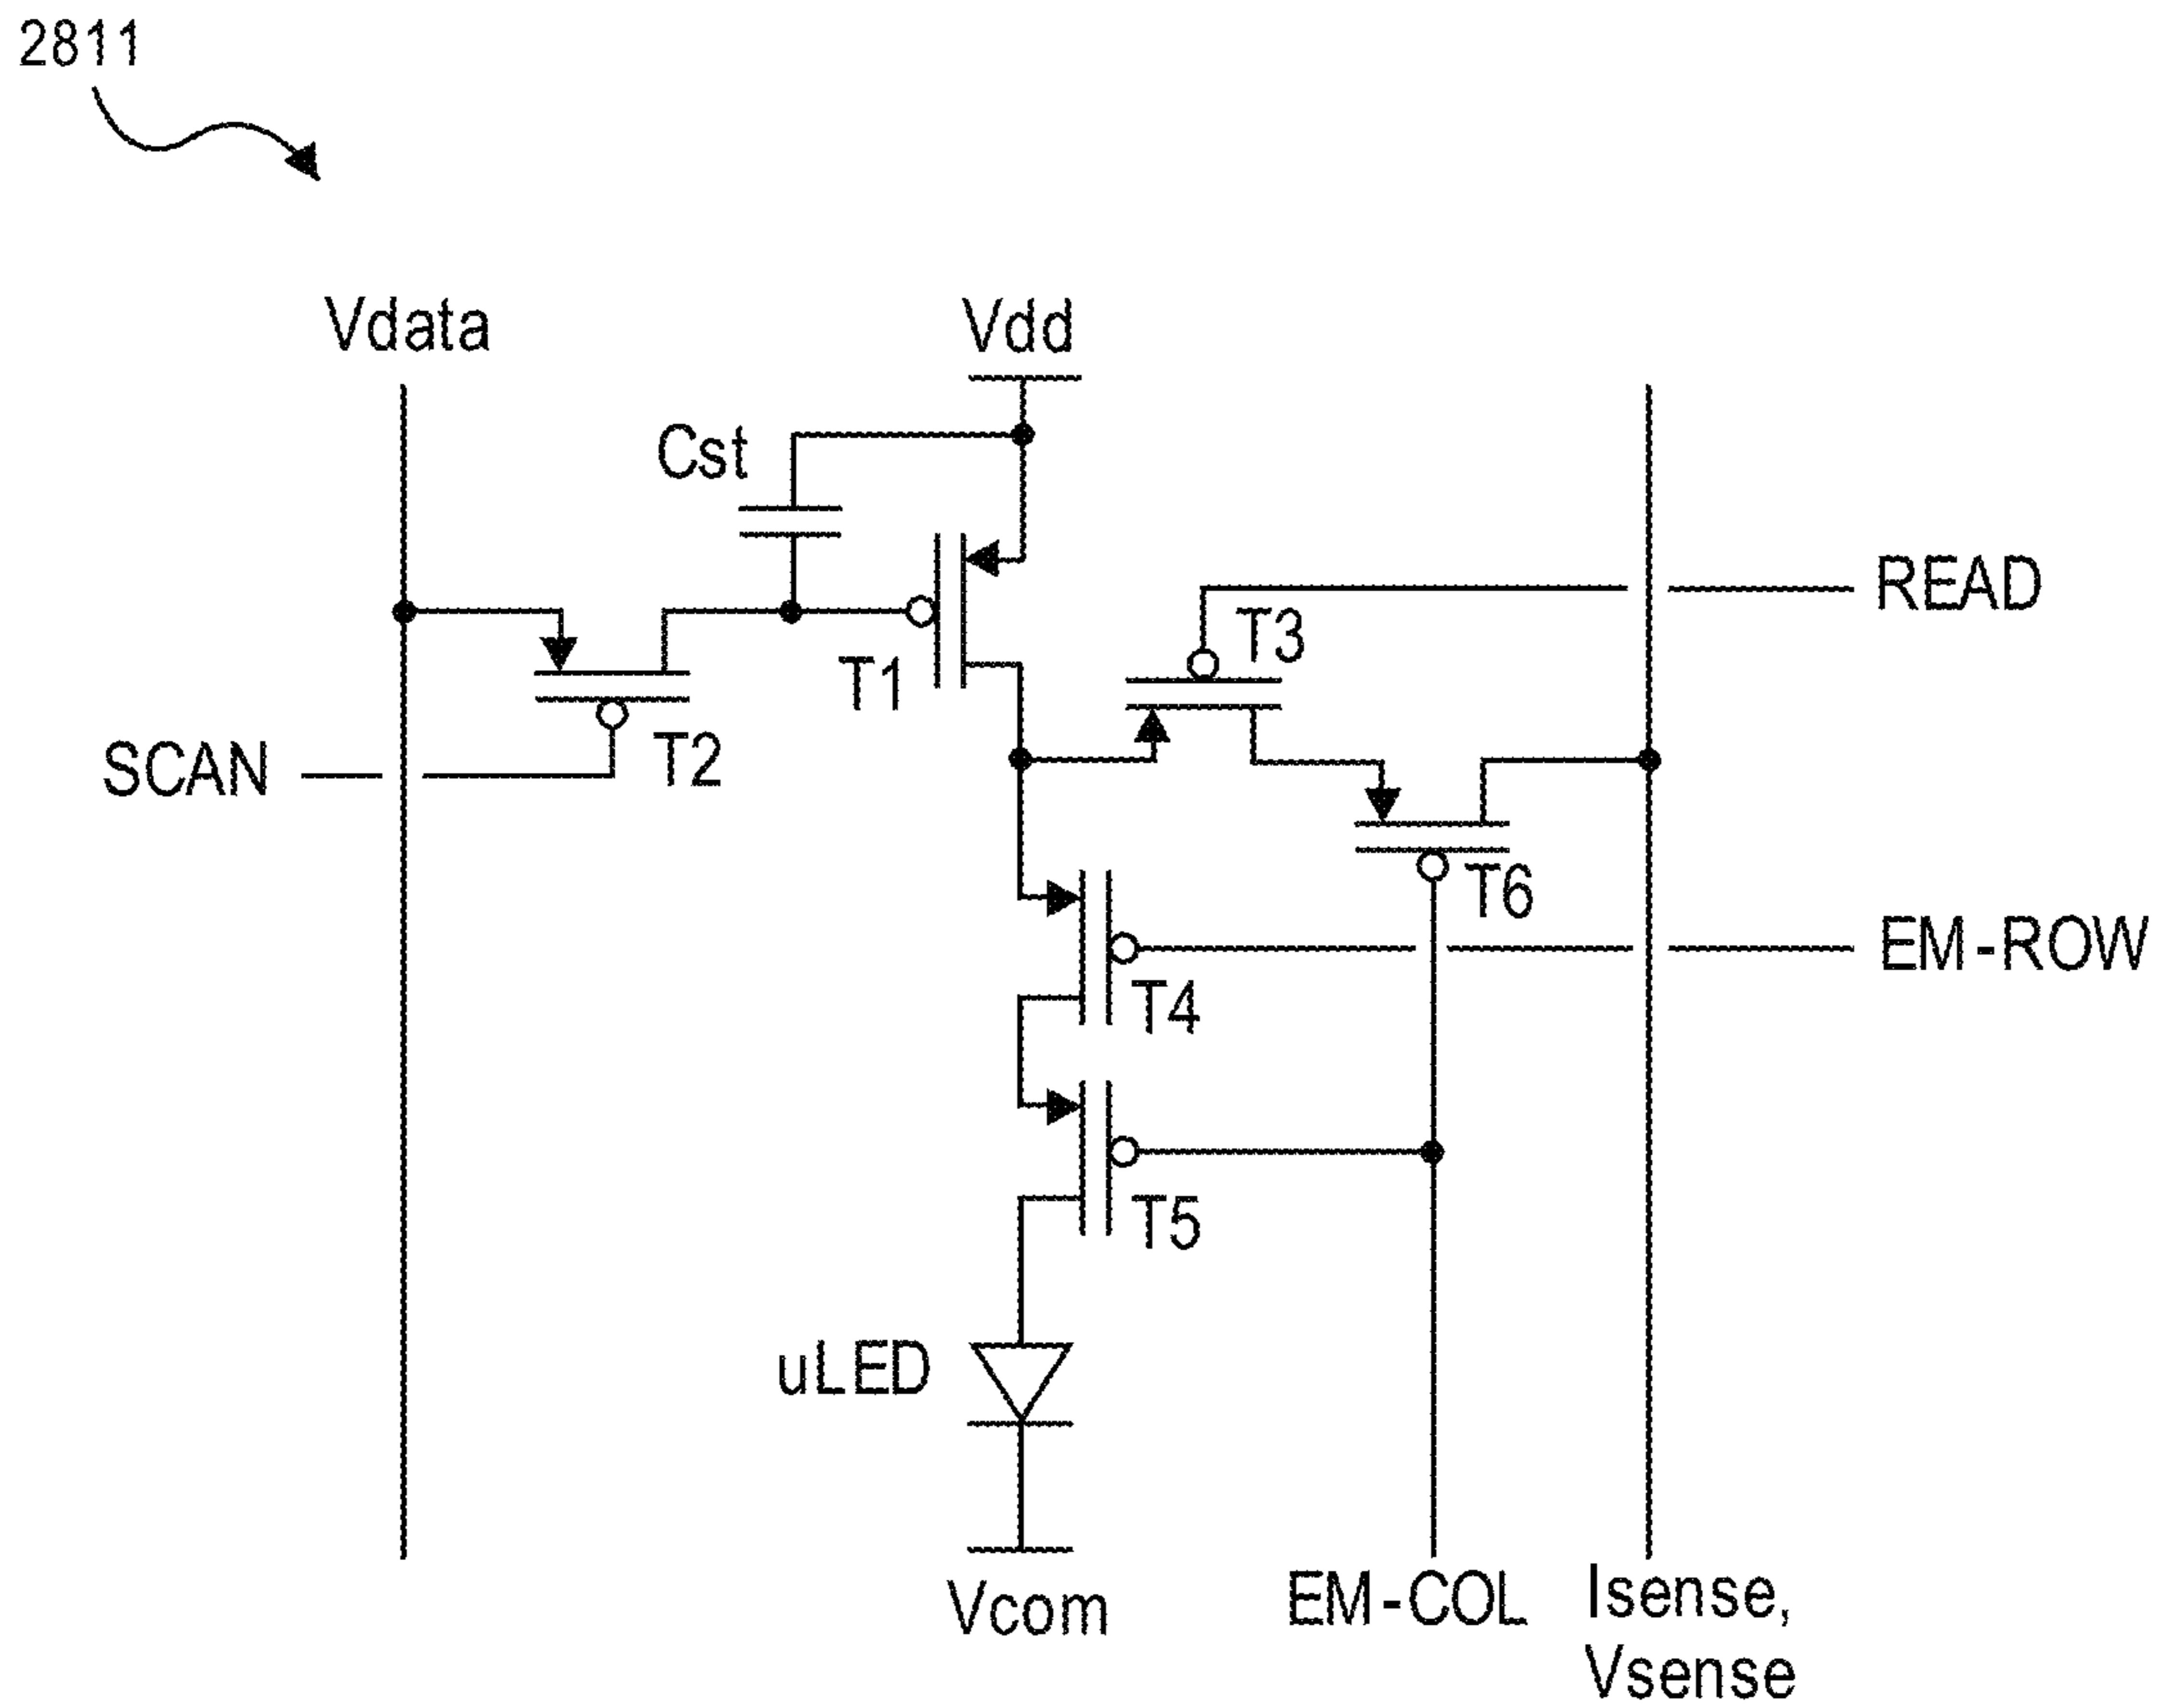 2811
Vdata
Vdd
Cst
READ
T3
T1
T2
SCAN
T6
EM-ROW
T4
T5
uLED
Vcom
EM-COL
Isense,
Vsense